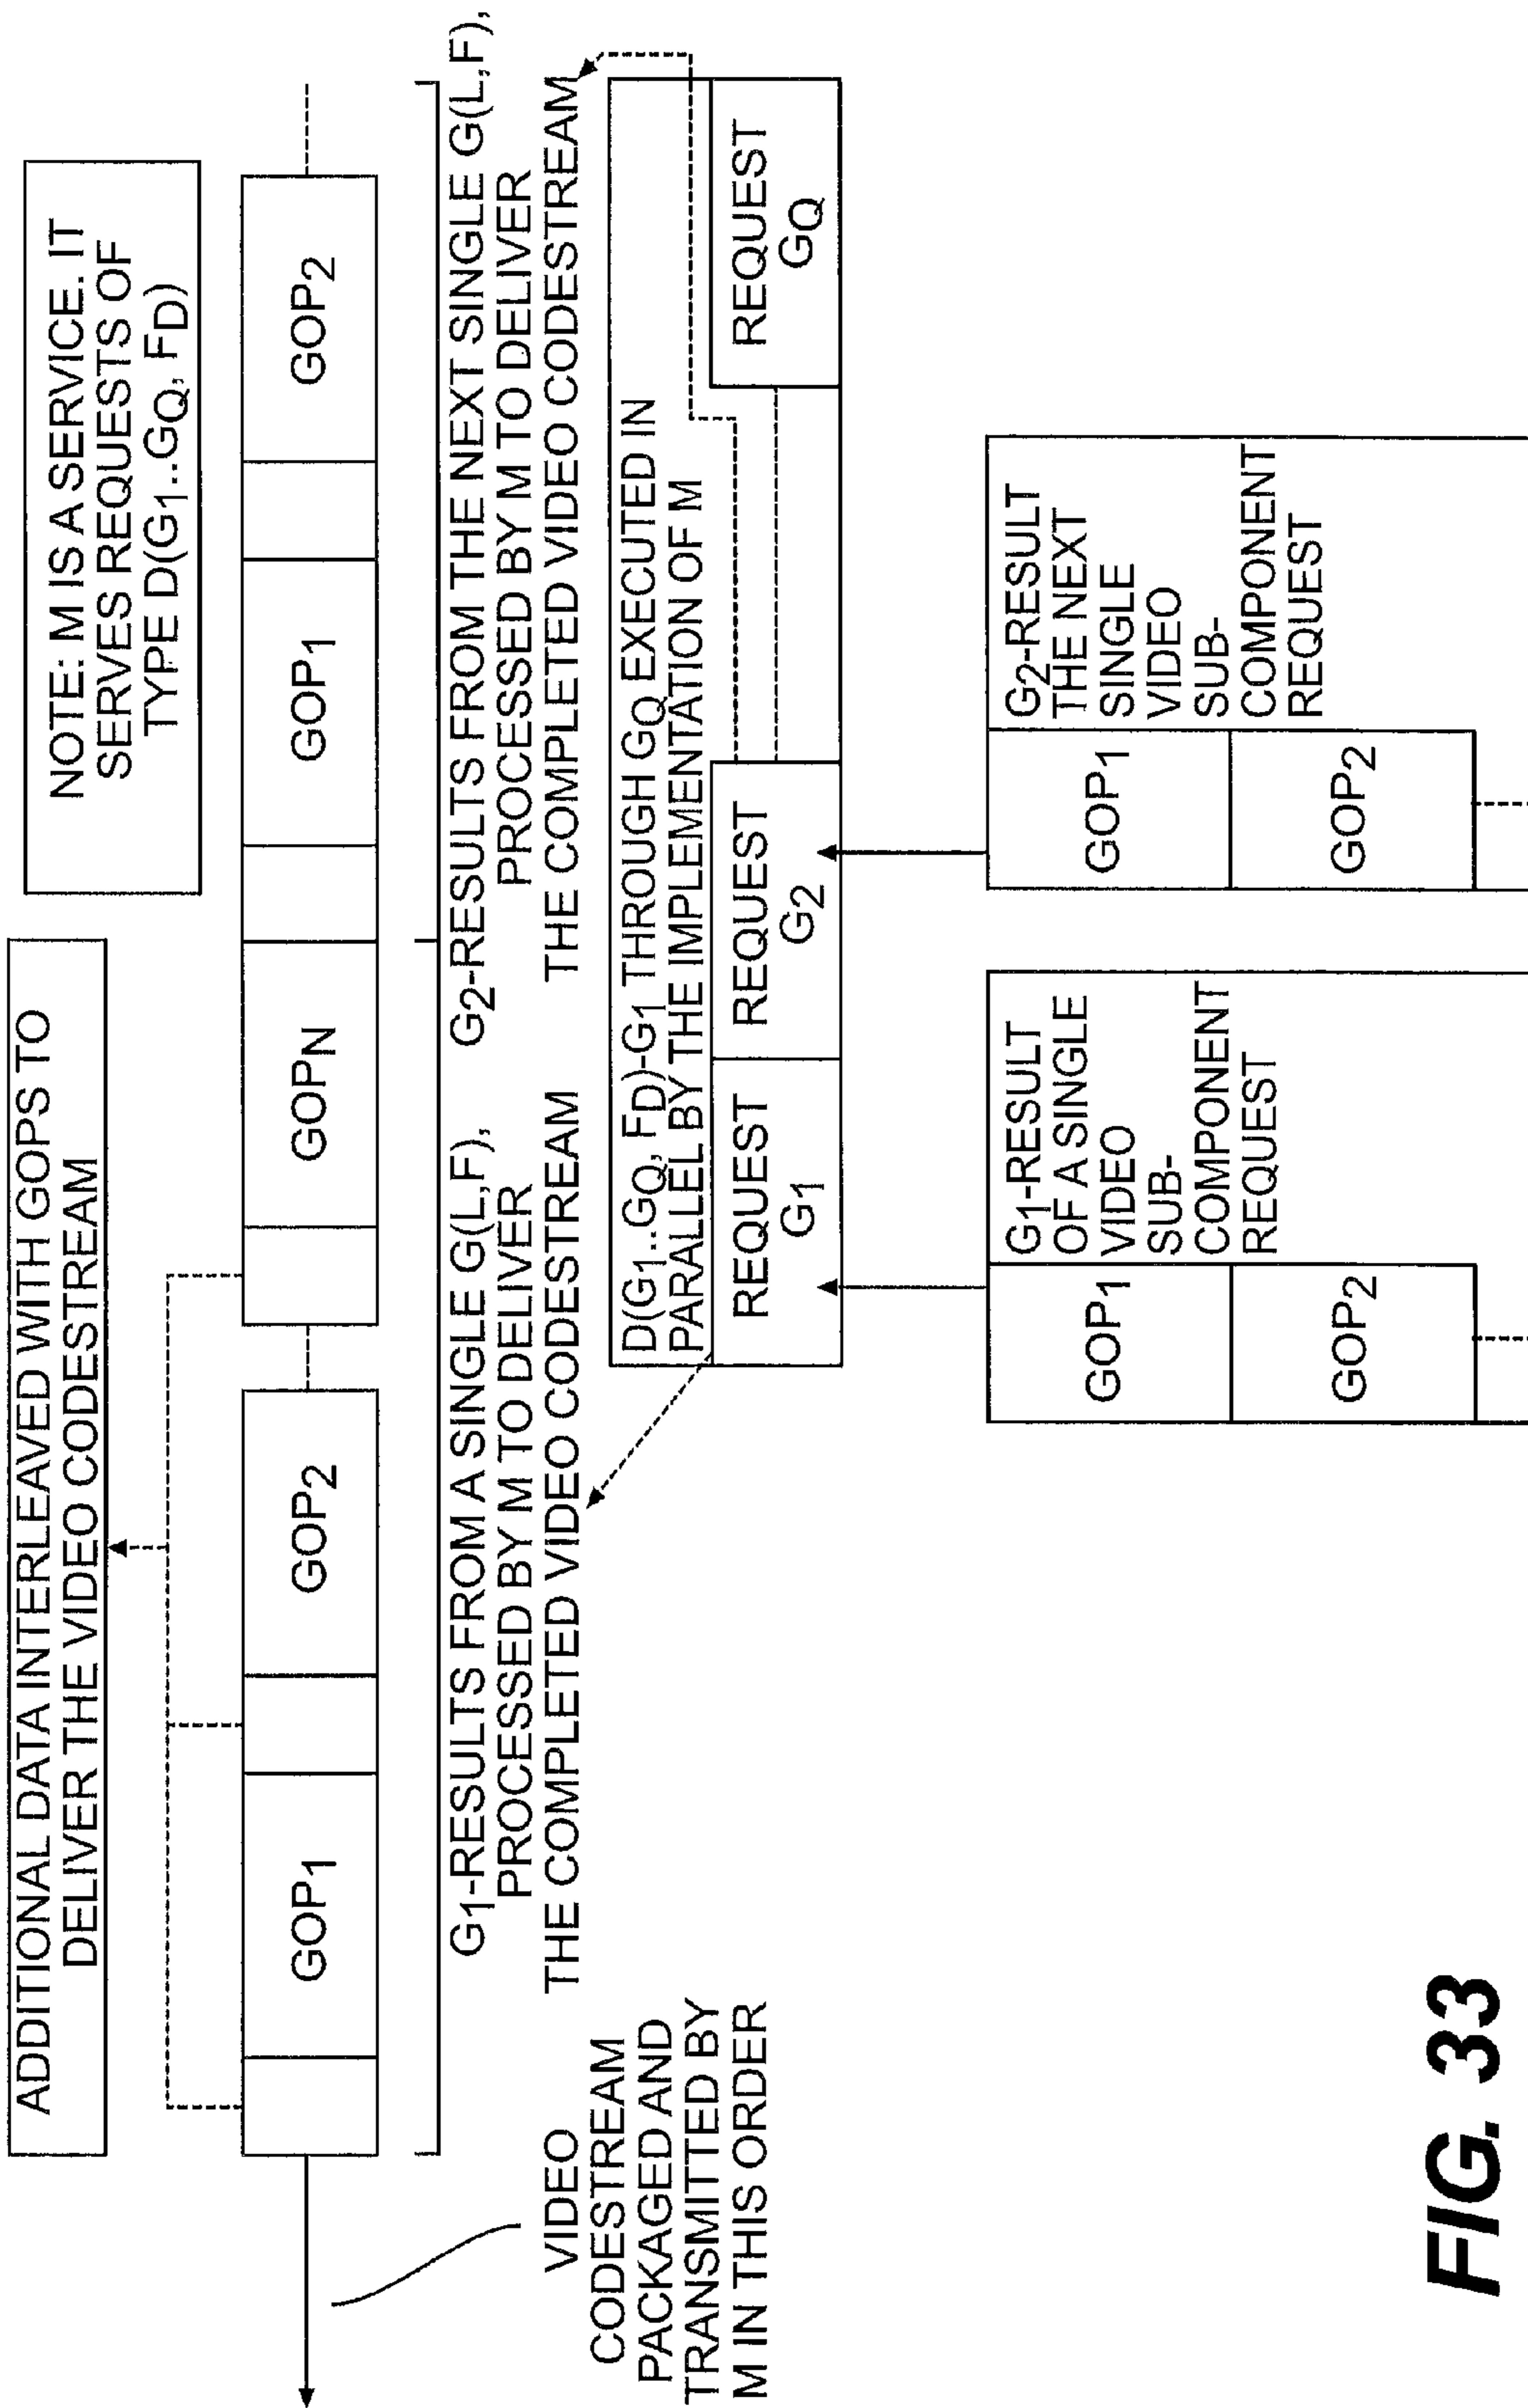 ADDITIONAL DATA INTERLEAVED WITH GOPS TO
DELIVER THE VIDEO CODESTREAM
NOTE: M IS A SERVICE. IT
SERVES REQUESTS OF
TYPE D(G1..GQ, FD)
GOP1
GOP2
GOPN
GOP1
GOP2
G1-RESULTS FROM A SINGLE G(L,F),
PROCESSED BY M TO DELIVER
THE COMPLETED VIDEO CODESTREAM
G2-RESULTS FROM THE NEXT SINGLE G(L,F),
PROCESSED BY M TO DELIVER
THE COMPLETED VIDEO CODESTREAM
VIDEO
CODESTREAM
PACKAGED AND
TRANSMITTED BY
M IN THIS ORDER
D(G1..GQ, FD)-G1 THROUGH GQ EXECUTED IN
PARALLEL BY THE IMPLEMENTATION OF M
REQUEST
G1
REQUEST
G2
REQUEST
GQ
GOP1
GOP2
G1-RESULT
OF A SINGLE
VIDEO
SUB-
COMPONENT
REQUEST
GOP1
GOP2
G2-RESULT
THE NEXT
SINGLE
VIDEO
SUB-
COMPONENT
REQUEST
FIG. 33